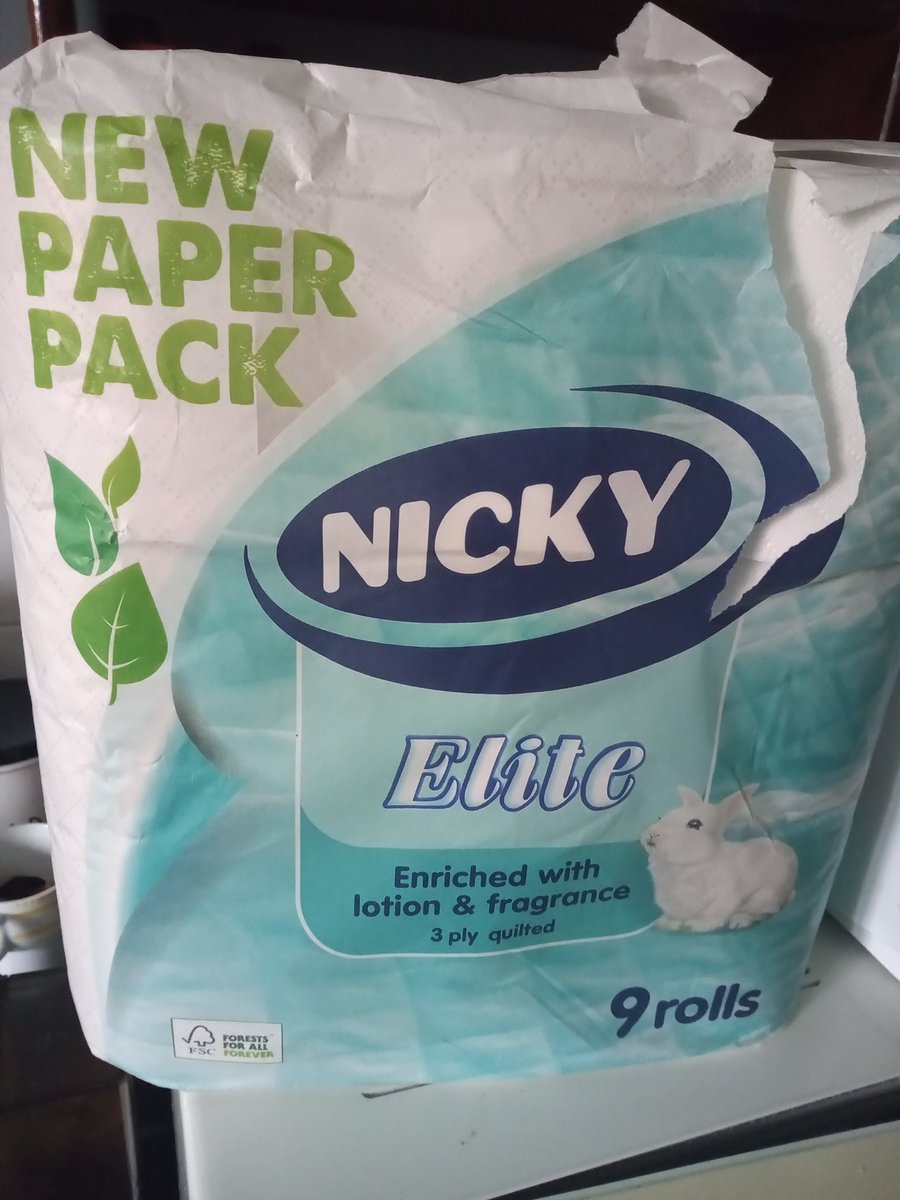 NEW
PAPER
PACK
NICKY
Elite
Enriched with
lotion & fragrance
3 ply quilted
9 rolls
FSC
FORESTS
FOR ALL
FOREVER